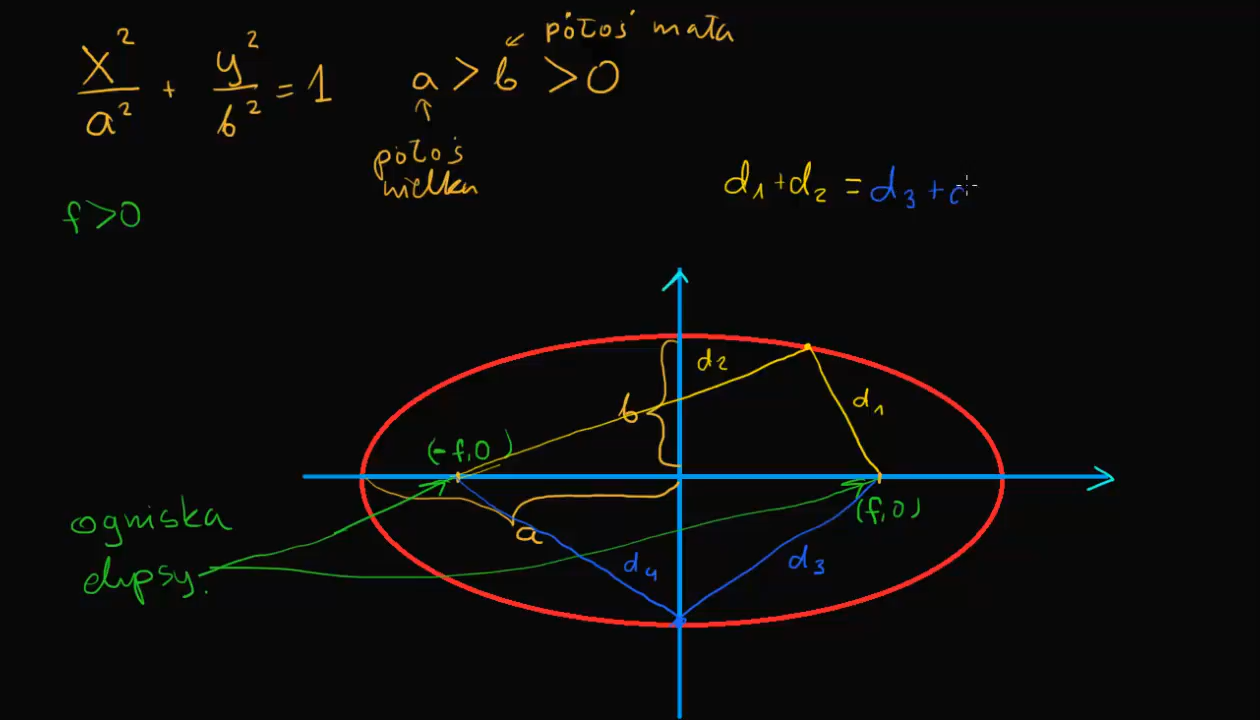 półoś mała
x²/a² + y²/b² = 1 a > b > 0
półoś
wielka
d₁ + d₂ = d₃ +
f > 0
d₂
d₁
b
(-f,0)
(f,0)
a
ogniska
elipsy.
d₄
d₃